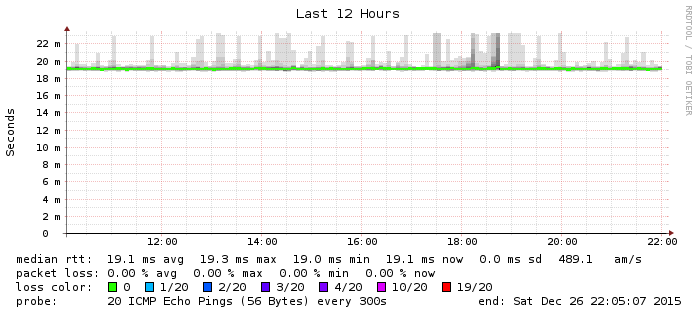 Last 12 Hours
RRDTOOL / TOBI OETIKER
Seconds
22 m
20 m
18 m
16 m
14 m
12 m
10 m
8 m
6 m
4 m
2 m
0
12:00 14:00 16:00 18:00 20:00 22:00
median rtt: 19.1 ms avg 19.3 ms max 19.0 ms min 19.1 ms now 0.0 ms sd 489.1 am/s
packet loss: 0.00 % avg 0.00 % max 0.00 % min 0.00 % now
loss color: 0 1/20 2/20 3/20 4/20 10/20 19/20
probe: 20 ICMP Echo Pings (56 Bytes) every 300s end: Sat Dec 26 22:05:07 2015